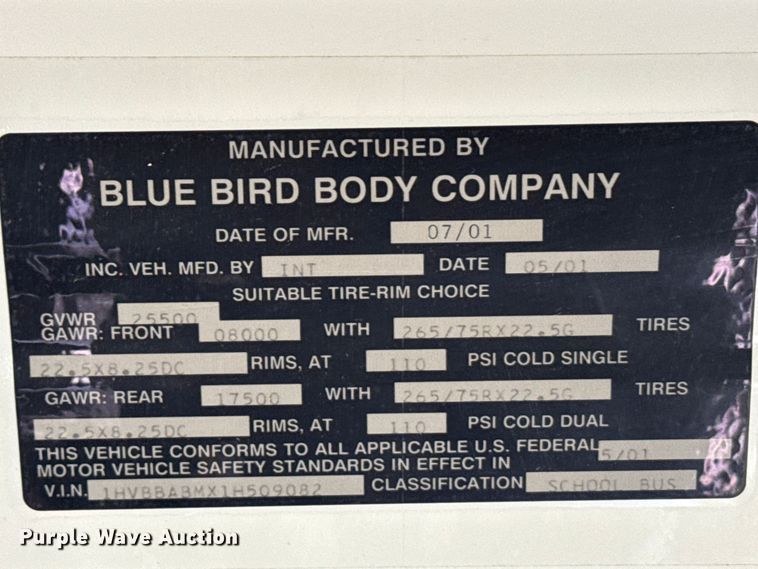 MANUFACTURED BY
BLUE BIRD BODY COMPANY
DATE OF MFR. 07/01
INC. VEH. MFD. BY INT DATE 05/01
SUITABLE TIRE-RIM CHOICE
GVWR 25500
GAWR: FRONT 08000 WITH 265/75RX22.5G TIRES
22.5X8.25DC RIMS, AT 110 PSI COLD SINGLE
GAWR: REAR 17500 WITH 265/75RX22.5G TIRES
22.5X8.25DC RIMS, AT 110 PSI COLD DUAL
THIS VEHICLE CONFORMS TO ALL APPLICABLE U.S. FEDERAL
MOTOR VEHICLE SAFETY STANDARDS IN EFFECT IN 5/01
V.I.N. 1HVBBABMX1H509082 CLASSIFICATION SCHOOL BUS
Purple Wave Auction